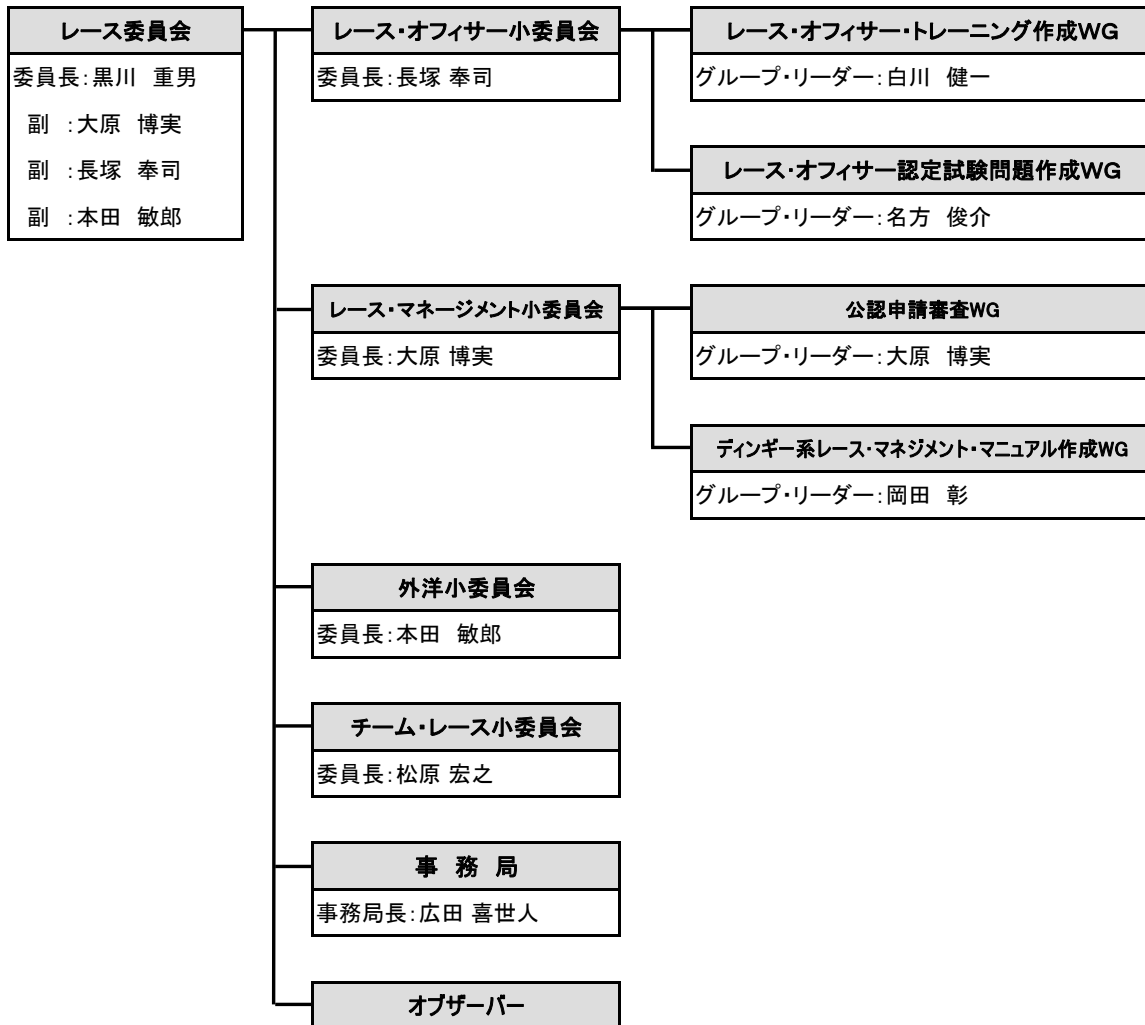 レース委員会
委員長：黒川　重男
副　：大原　博実
副　：長塚　奉司
副　：本田　敏郎
レース・オフィサー小委員会
委員長：長塚 奉司
レース・オフィサー・トレーニング作成WG
グループ・リーダー：白川　健一
レース・オフィサー認定試験問題作成WG
グループ・リーダー：名方　俊介
レース・マネージメント小委員会
委員長：大原 博実
公認申請審査WG
グループ・リーダー：大原　博実
ディンギー系レース・マネジメント・マニュアル作成WG
グループ・リーダー：岡田　彰
外洋小委員会
委員長：本田　敏郎
チーム・レース小委員会
委員長：松原 宏之
事　務　局
事務局長：広田 喜世人
オブザーバー